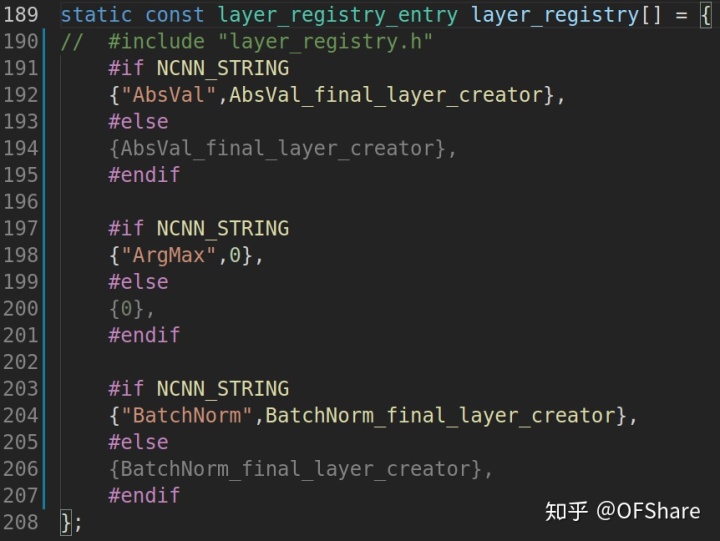 189 static const layer_registry_entry layer_registry[] = {
190 //  #include "layer_registry.h"
191     #if NCNN_STRING
192     {"AbsVal",AbsVal_final_layer_creator},
193     #else
194     {AbsVal_final_layer_creator},
195     #endif
196
197     #if NCNN_STRING
198     {"ArgMax",0},
199     #else
200     {0},
201     #endif
202
203     #if NCNN_STRING
204     {"BatchNorm",BatchNorm_final_layer_creator},
205     #else
206     {BatchNorm_final_layer_creator},
207     #endif
208 };
知乎 @OFShare